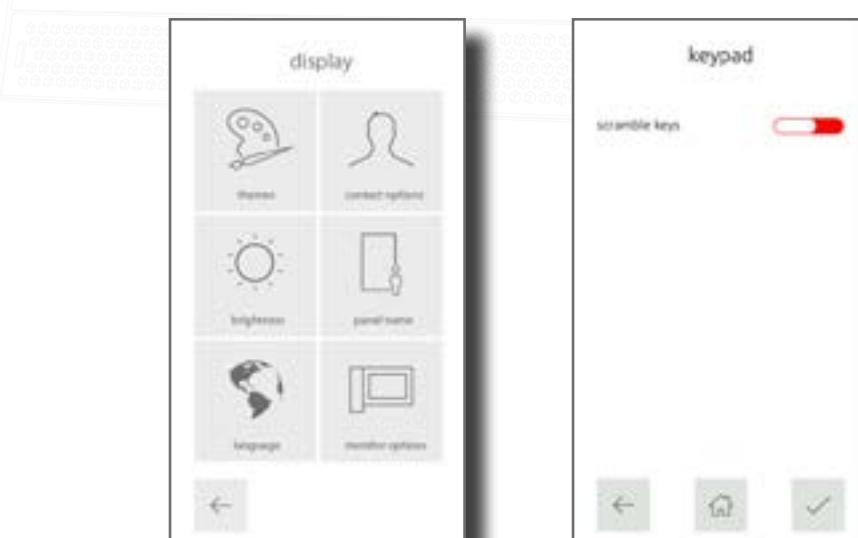 display
themes
contact options
brightness
panel name
language
monitor options
keypad
scramble keys